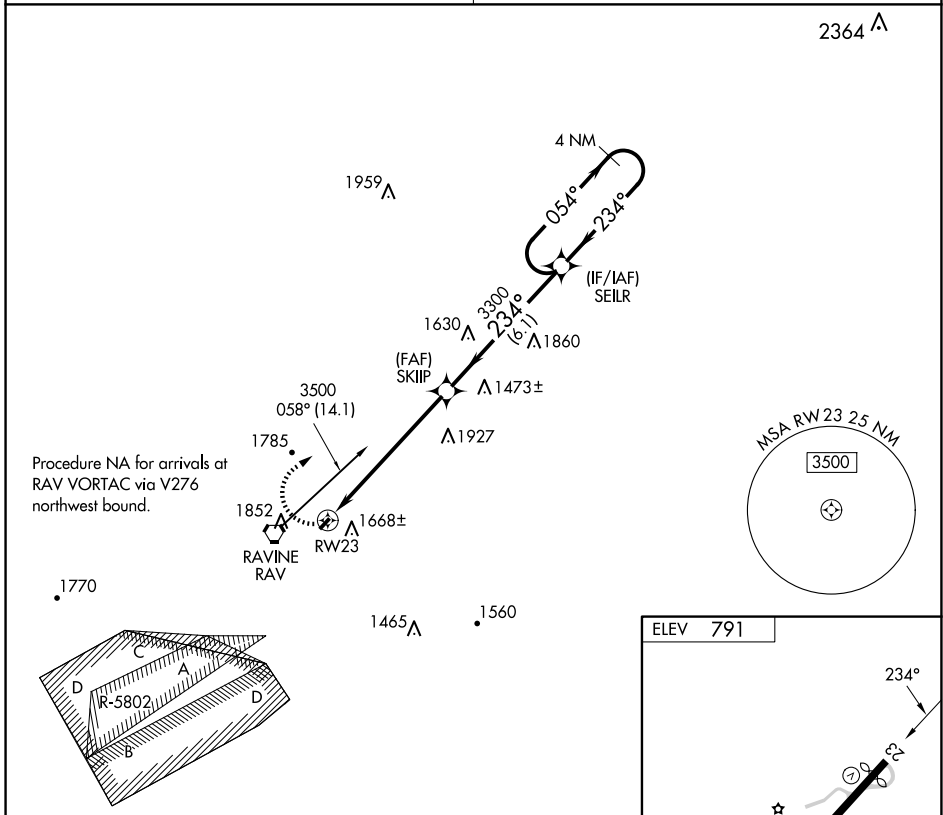 2364
4 NM
1959
054°
234°
(IF/IAF)
SEILR
3300
234°
(6.1)
1630
1860
(FAF)
SKIIP
1473±
3500
058° (14.1)
1927
1785
MSA RW23 25 NM
3500
Procedure NA for arrivals at
RAV VORTAC via V276
northwest bound.
1852
1668±
RW23
RAVINE
RAV
1770
1465
1560
ELEV 791
C
A
D
R-5802
D
B
234°
23
V